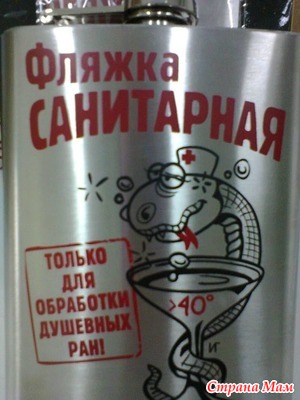 Фляжка
САНИТАРНАЯ
ТОЛЬКО
ДЛЯ
ОБРАБОТКИ
ДУШЕВНЫХ
РАН!
>40°
и
Страна Мам